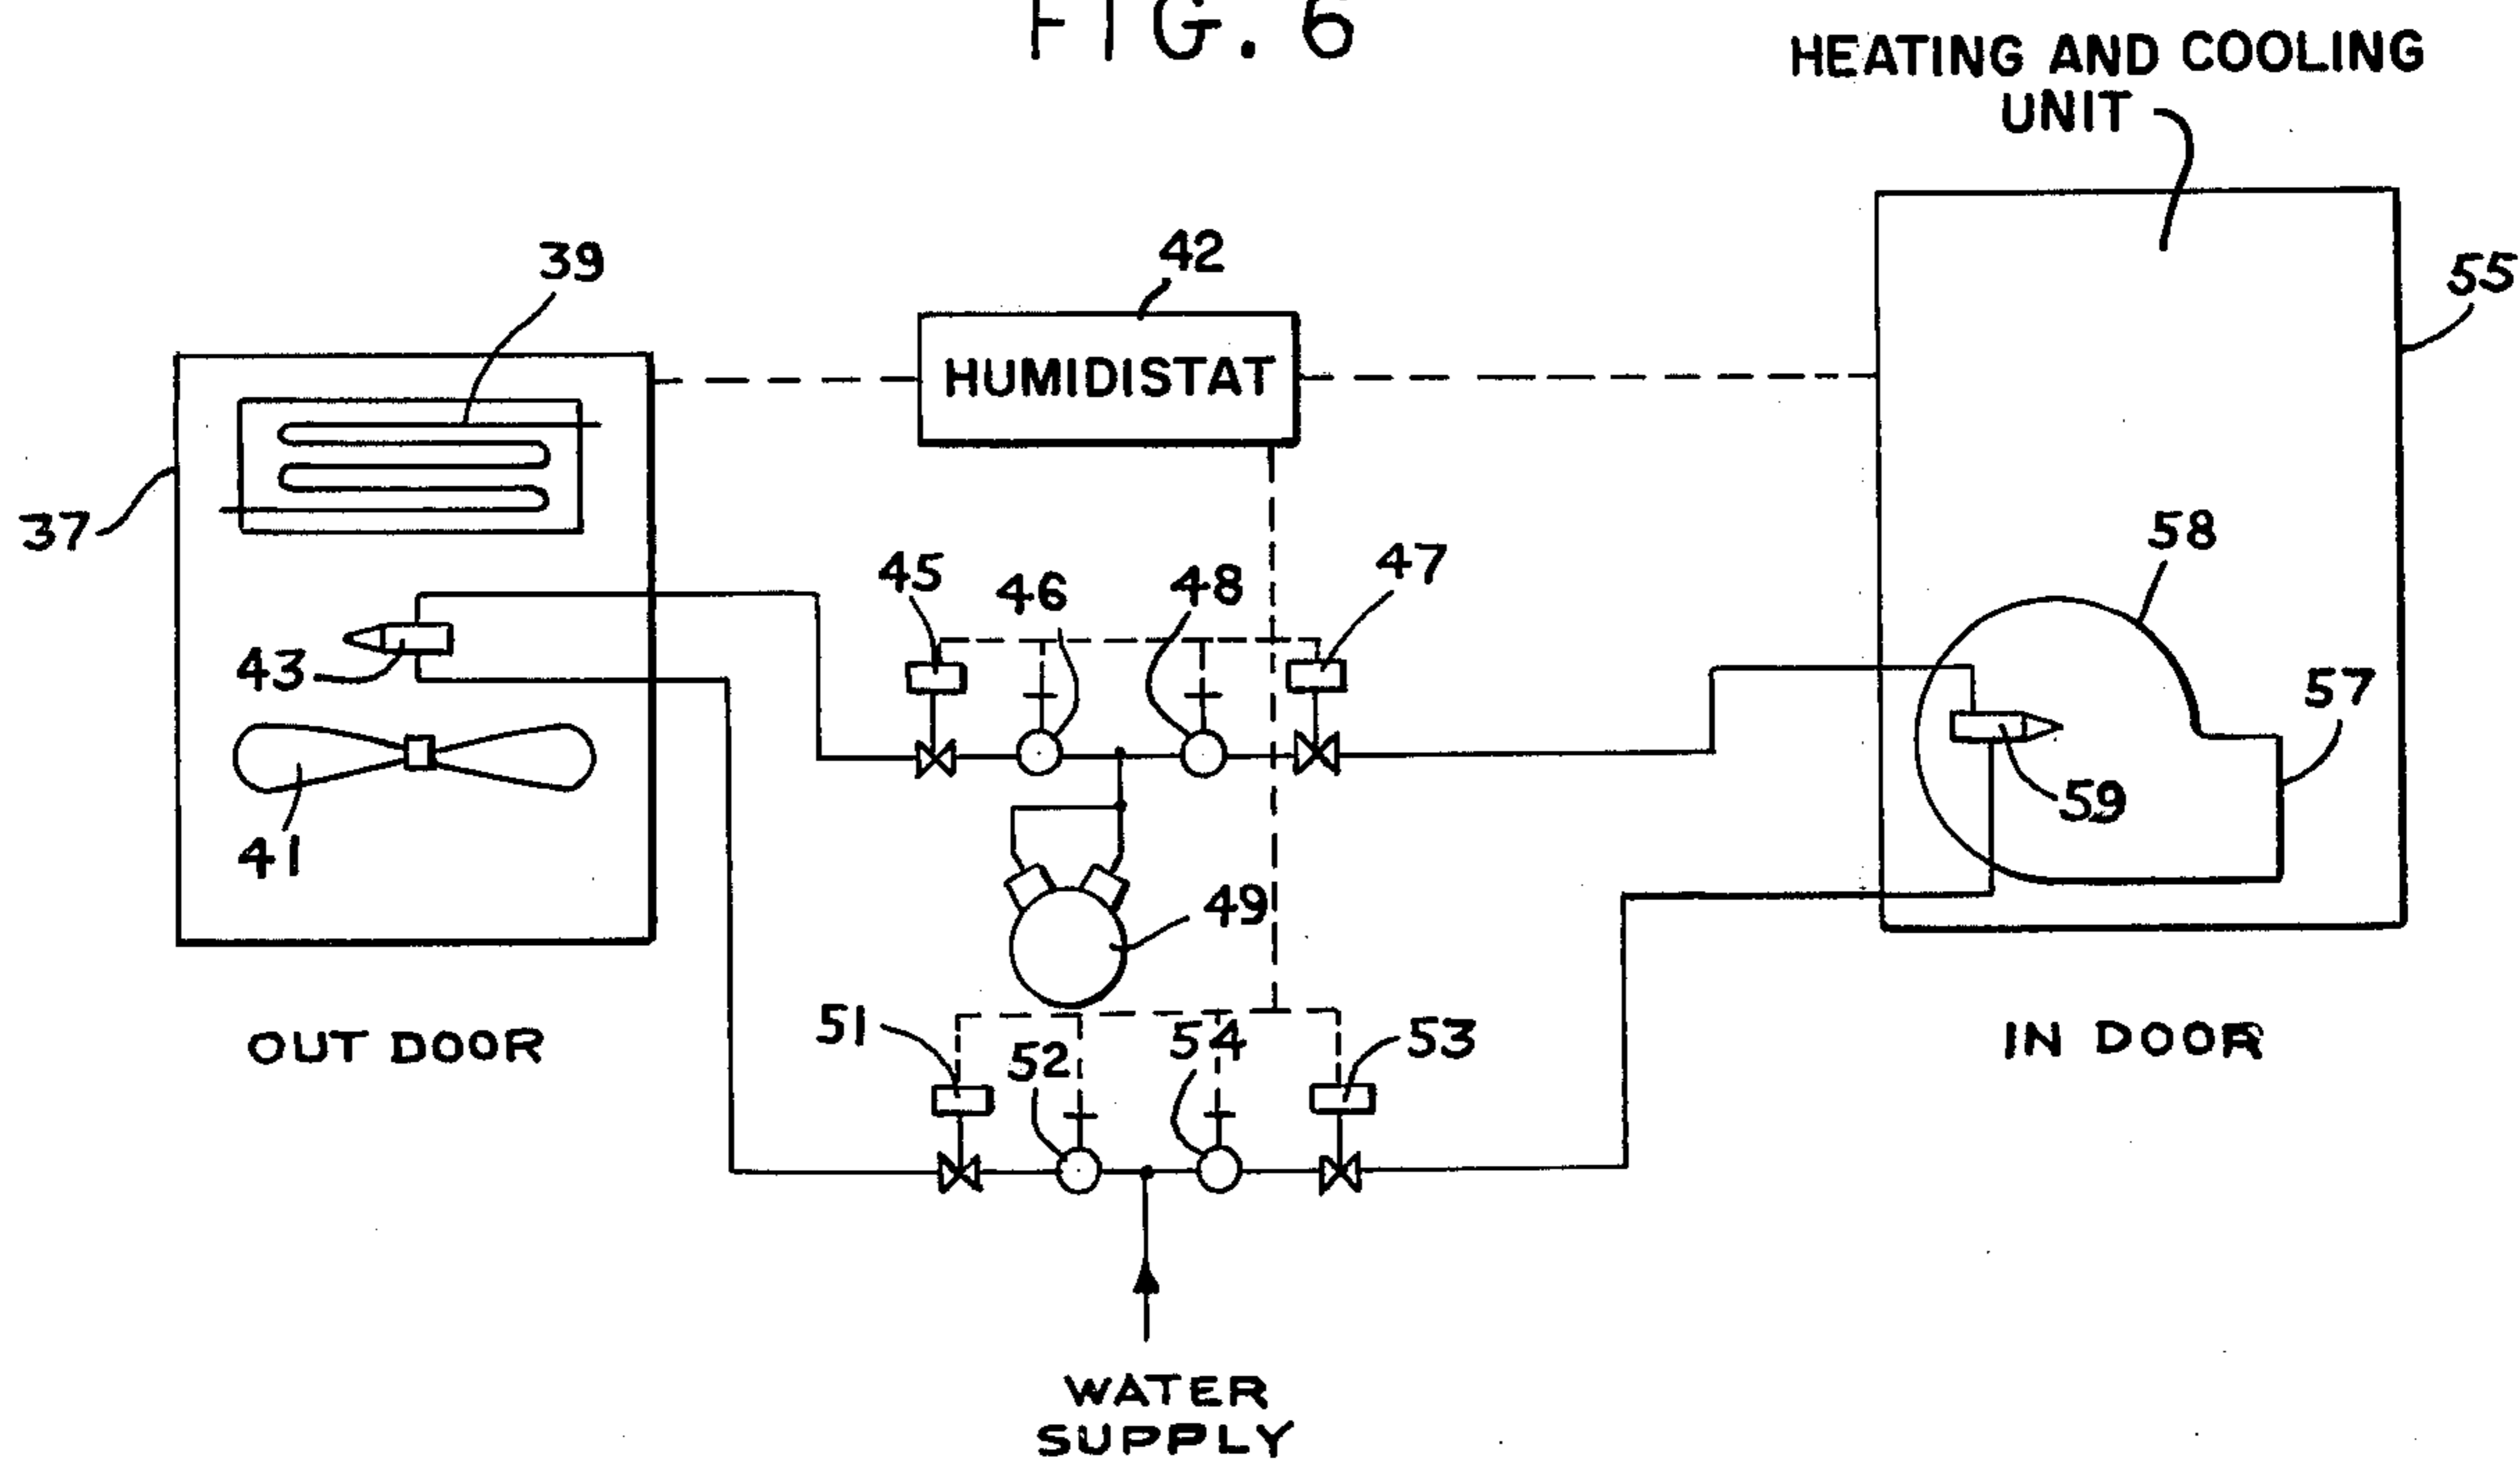 FIG. 6
HEATING AND COOLING
UNIT
42
39
55
HUMIDISTAT
37
58
45
46
48
47
43
57
59
41
49
51
52
54
53
OUT DOOR
IN DOOR
WATER
SUPPLY